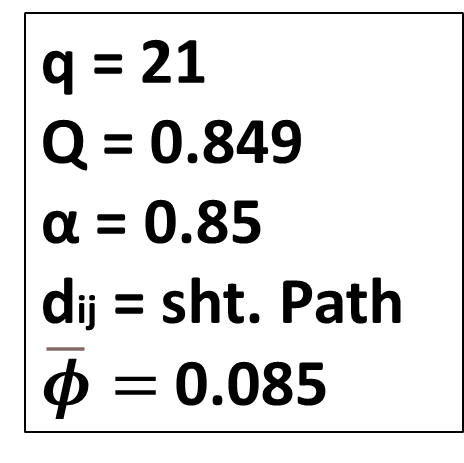 q = 21
Q = 0.849
α = 0.85
dij = sht. Path
ϕ̅ = 0.085